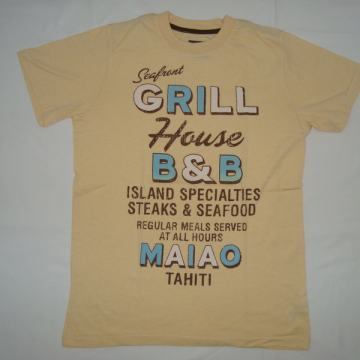 Seafront
GRILL
House
B&B
ISLAND SPECIALTIES
STEAKS & SEAFOOD
REGULAR MEALS SERVED
AT ALL HOURS
MAIAO
TAHITI